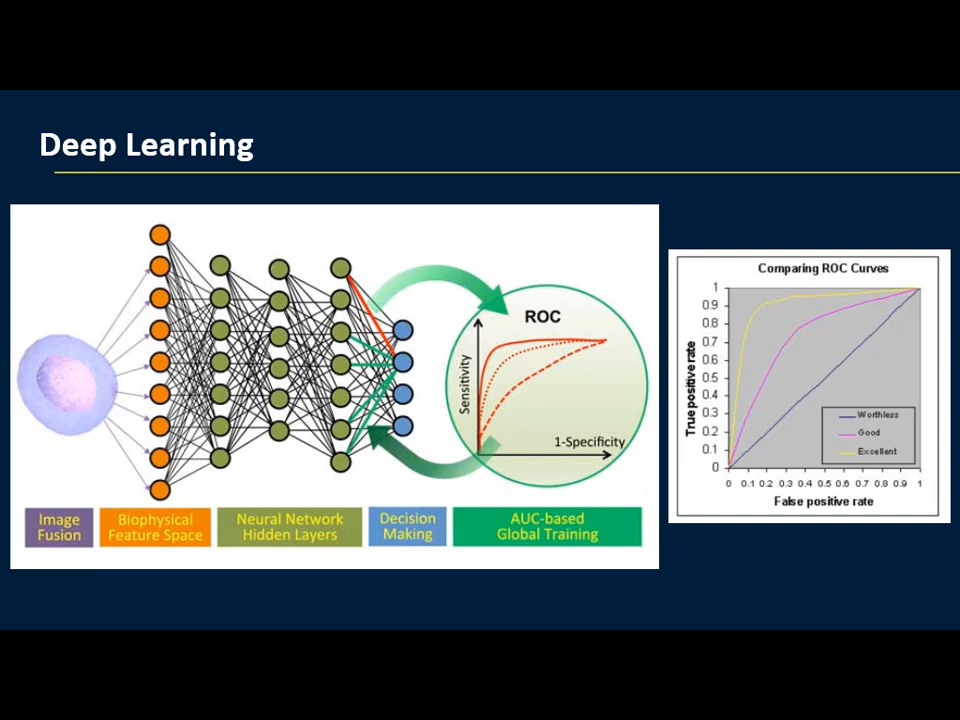 Deep Learning
ROC
Sensitivity
1-Specificity
Image
Fusion
Biophysical
Feature Space
Neural Network
Hidden Layers
Decision
Making
AUC-based
Global Training
Comparing ROC Curves
True positive rate
1
0.9
0.8
0.7
0.6
0.5
0.4
0.3
0.2
0.1
0
Worthless
Good
Excellent
0 0.1 0.2 0.3 0.4 0.5 0.6 0.7 0.8 0.9 1
False positive rate